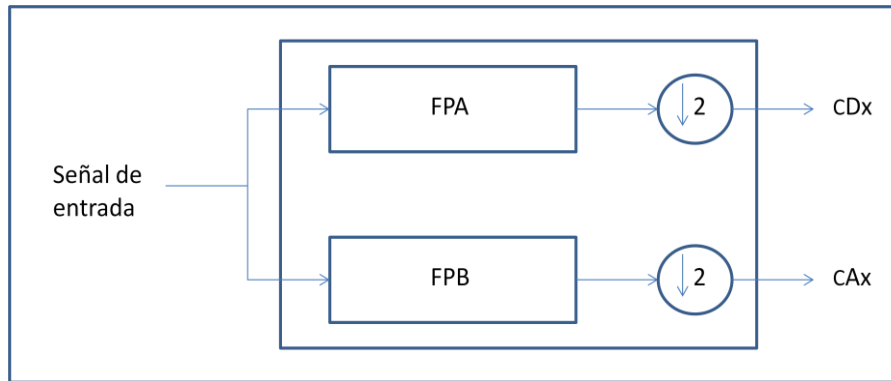 FPA
↓ 2
CDx
Señal de
entrada
FPB
↓ 2
CAx